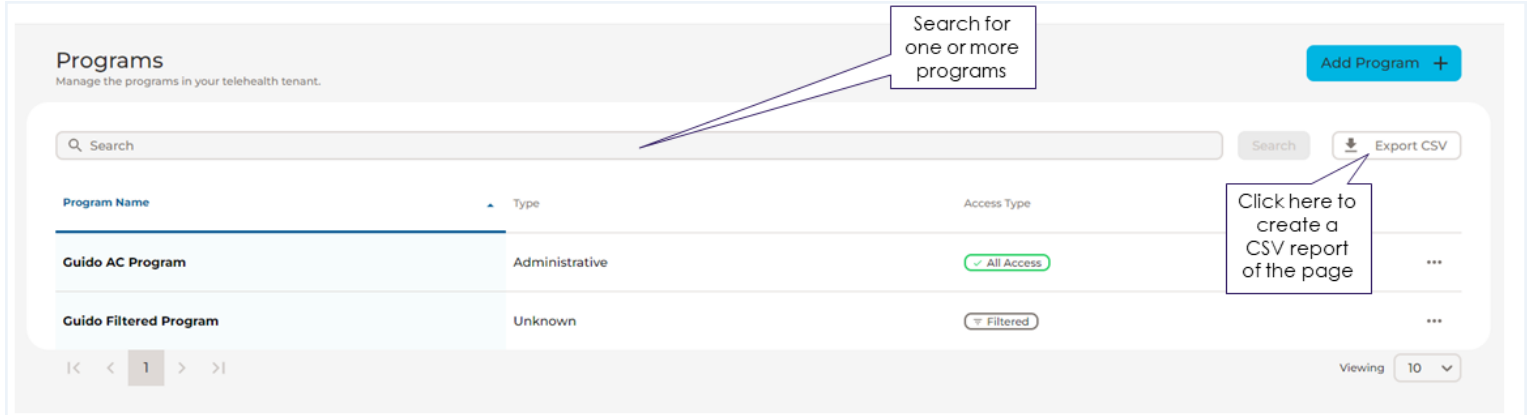 Search for
one or more
programs
Programs
Manage the programs in your telehealth tenant.
Add Program +
Search
Search
Export CSV
Click here to
create a
CSV report
of the page
Program Name
Type
Access Type
Guido AC Program
Administrative
All Access
Guido Filtered Program
Unknown
Filtered
1
Viewing
10